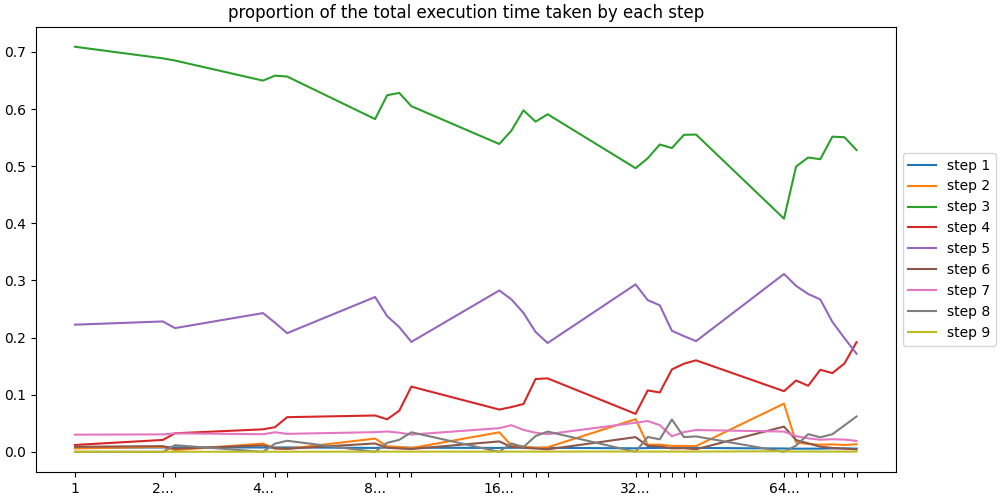 proportion of the total execution time taken by each step
0.7
0.6
0.5
0.4
0.3
0.2
0.1
0.0
1 2... 4... 8... 16... 32... 64...
step 1
step 2
step 3
step 4
step 5
step 6
step 7
step 8
step 9